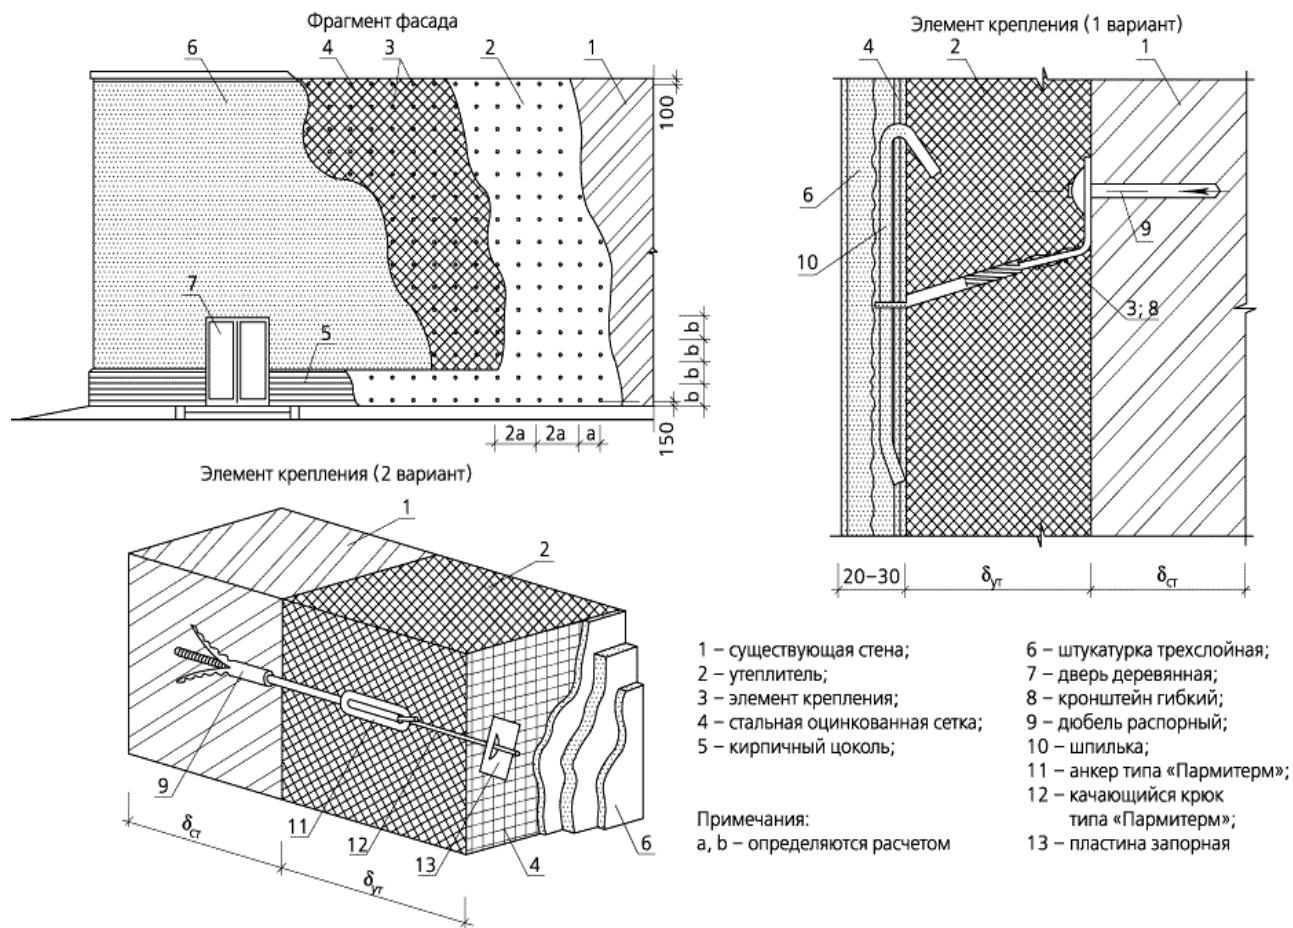 Фрагмент фасада
6
4
3
2
1
100
7
5
b
b
b
b
2a
2a
a
150
Элемент крепления (1 вариант)
4
2
1
6
9
10
3; 8
20–30
δут
δст
Элемент крепления (2 вариант)
1
2
9
11
12
13
4
6
δст
δут
1 – существующая стена;
2 – утеплитель;
3 – элемент крепления;
4 – стальная оцинкованная сетка;
5 – кирпичный цоколь;
Примечания:
a, b – определяются расчетом
6 – штукатурка трехслойная;
7 – дверь деревянная;
8 – кронштейн гибкий;
9 – дюбель распорный;
10 – шпилька;
11 – анкер типа «Пармитерм»;
12 – качающийся крюк
типа «Пармитерм»;
13 – пластина запорная